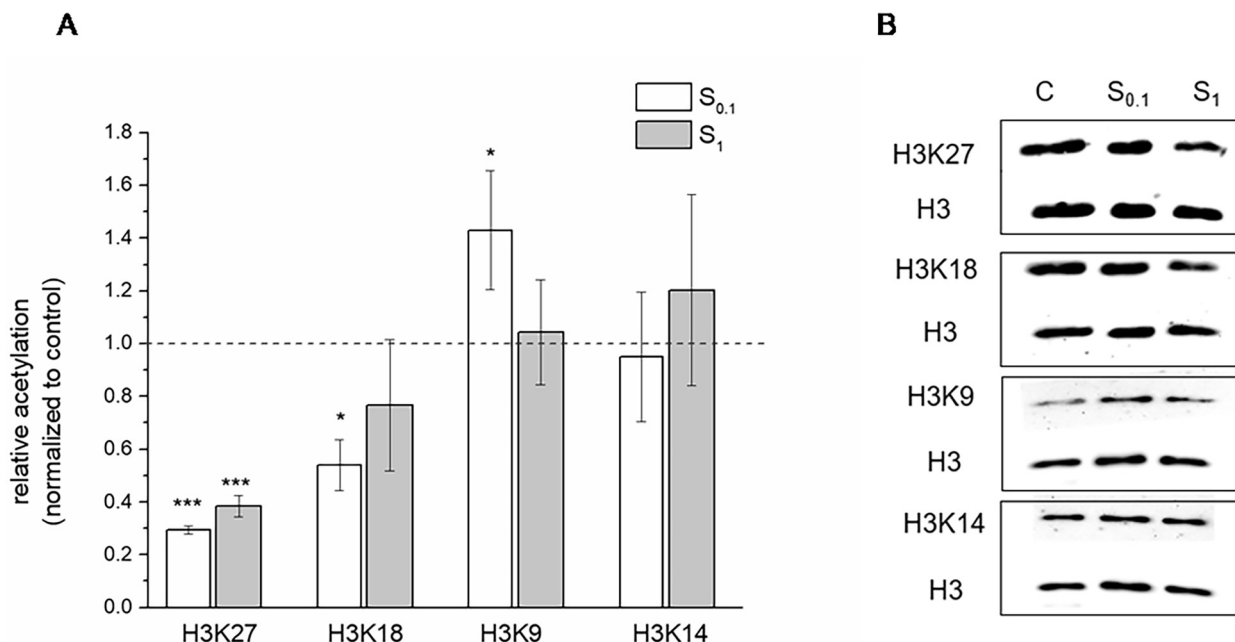 A
B
S0.1
S1
1.8
1.6
1.4
1.2
1.0
0.8
0.6
0.4
0.2
0.0
relative acetylation
(normalized to control)
*** *** * *
H3K27 H3K18 H3K9 H3K14
C S0.1 S1
H3K27
H3
H3K18
H3
H3K9
H3
H3K14
H3